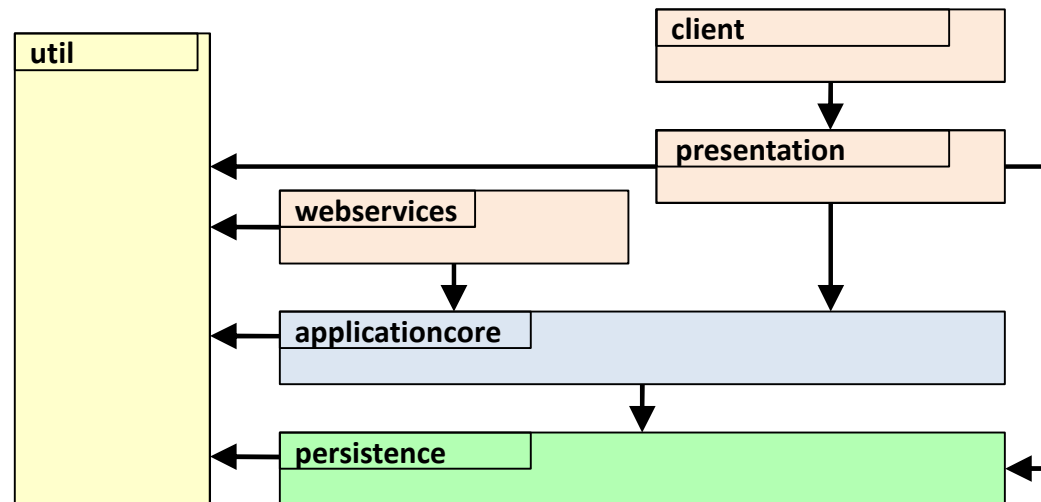 client
util
presentation
webservices
applicationcore
persistence